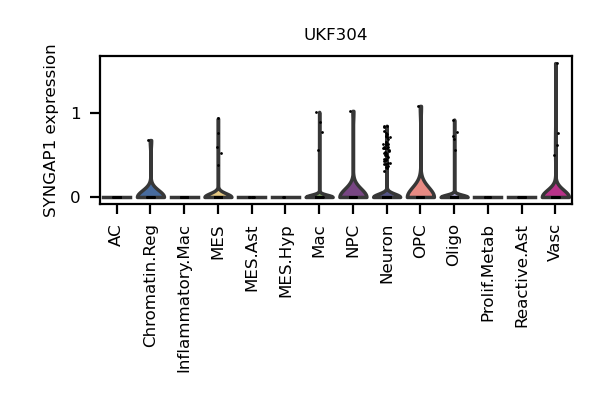 UKF304
SYNGAP1 expression
1
0
AC
Chromatin.Reg
Inflammatory.Mac
MES
MES.Ast
MES.Hyp
Mac
NPC
Neuron
OPC
Oligo
Prolif.Metab
Reactive.Ast
Vasc